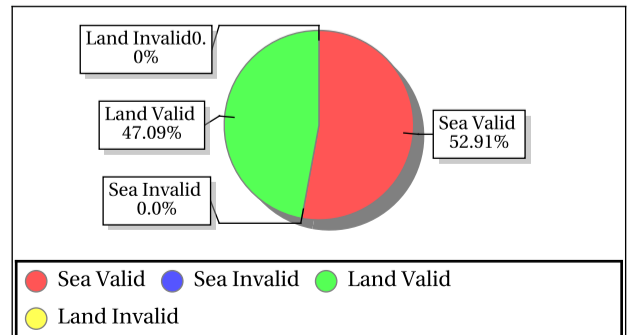 Land Invalid0.
0%
Land Valid
47.09%
Sea Valid
52.91%
Sea Invalid
0.0%
Sea Valid
Sea Invalid
Land Valid
Land Invalid